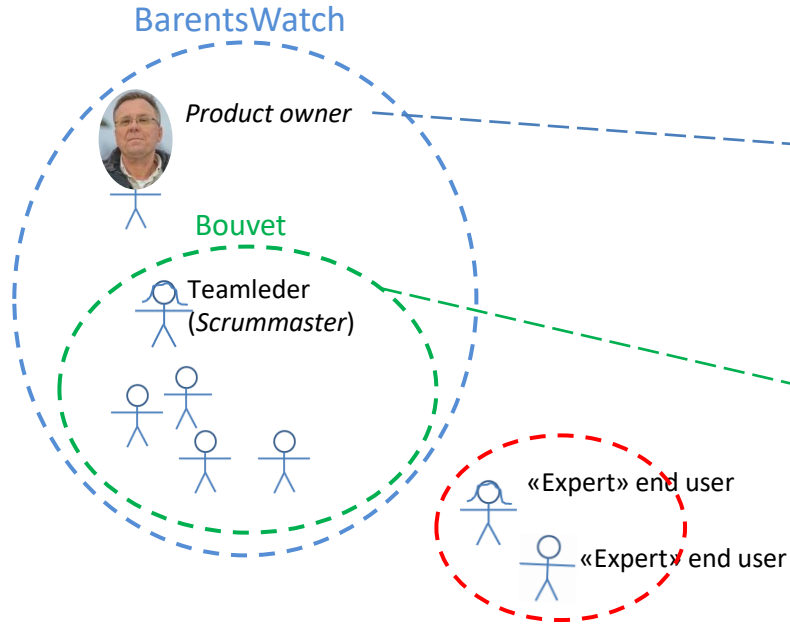 BarentsWatch
Product owner
Bouvet
Teamleder
(Scrummaster)
«Expert» end user
«Expert» end user